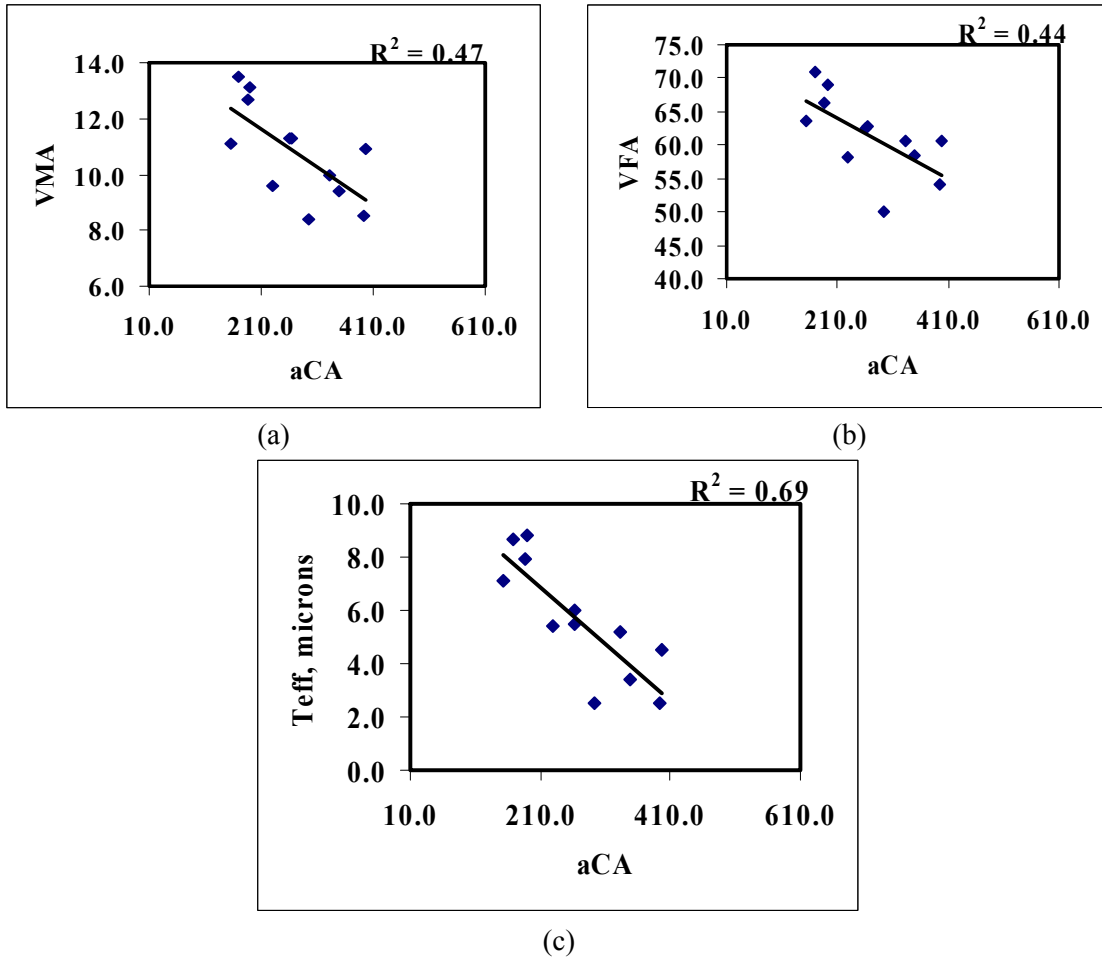 R² = 0.47
14.0
12.0
10.0
8.0
6.0
VMA
10.0 210.0 410.0 610.0
aCA
(a)
R² = 0.44
75.0
70.0
65.0
60.0
55.0
50.0
45.0
40.0
VFA
10.0 210.0 410.0 610.0
aCA
(b)
R² = 0.69
10.0
8.0
6.0
4.0
2.0
0.0
Teff, microns
10.0 210.0 410.0 610.0
aCA
(c)